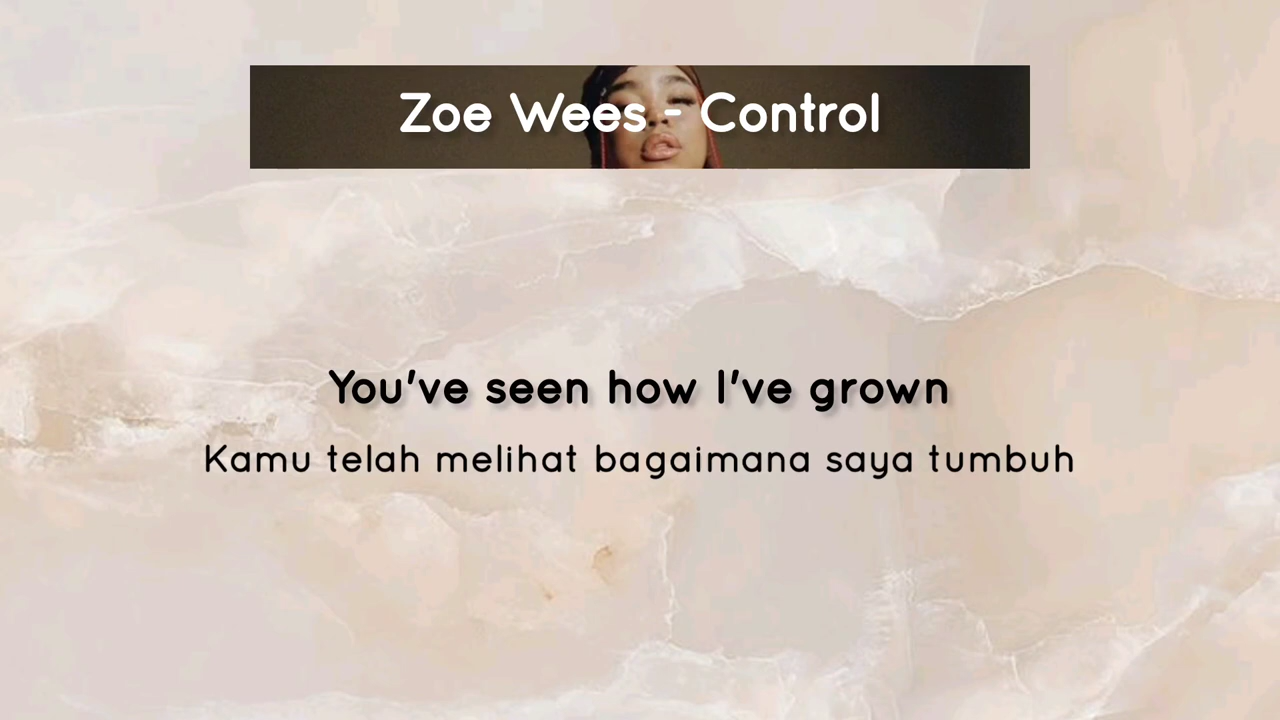 Zoe Wees - Control
You've seen how I've grown
Kamu telah melihat bagaimana saya tumbuh